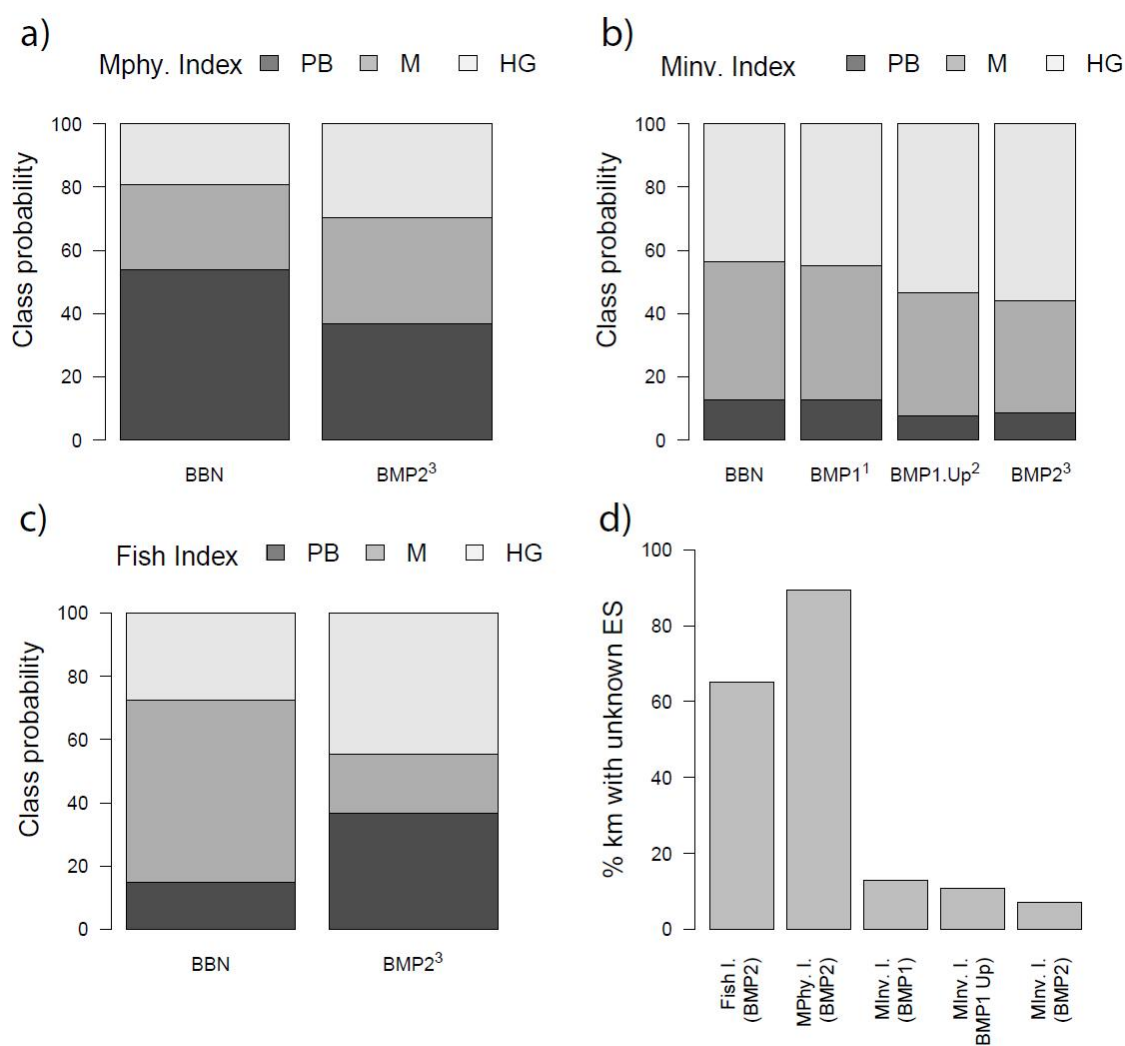 a)
Mphy. Index PB M HG
100
80
60
40
20
0
Class probability
BBN BMP2³
b)
Minv. Index PB M HG
100
80
60
40
20
0
Class probability
BBN BMP1¹ BMP1.Up² BMP2³
c)
Fish Index PB M HG
100
80
60
40
20
0
Class probability
BBN BMP2³
d)
100
80
60
40
20
0
% km with unknown ES
Fish I.
(BMP2)
MPhy. I.
(BMP2)
MInv. I.
(BMP1)
MInv. I.
BMP1 Up)
MInv. I.
(BMP2)